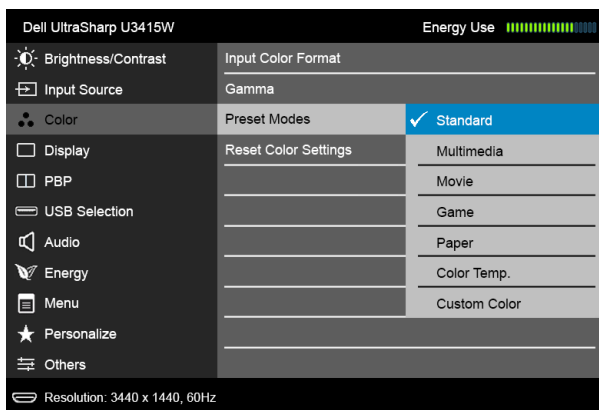 Dell UltraSharp U3415W
Energy Use
Brightness/Contrast
Input Color Format
Input Source
Gamma
Color
Preset Modes
Standard
Display
Reset Color Settings
Multimedia
PBP
Movie
USB Selection
Game
Audio
Paper
Energy
Color Temp.
Menu
Custom Color
Personalize
Others
Resolution: 3440 x 1440, 60Hz